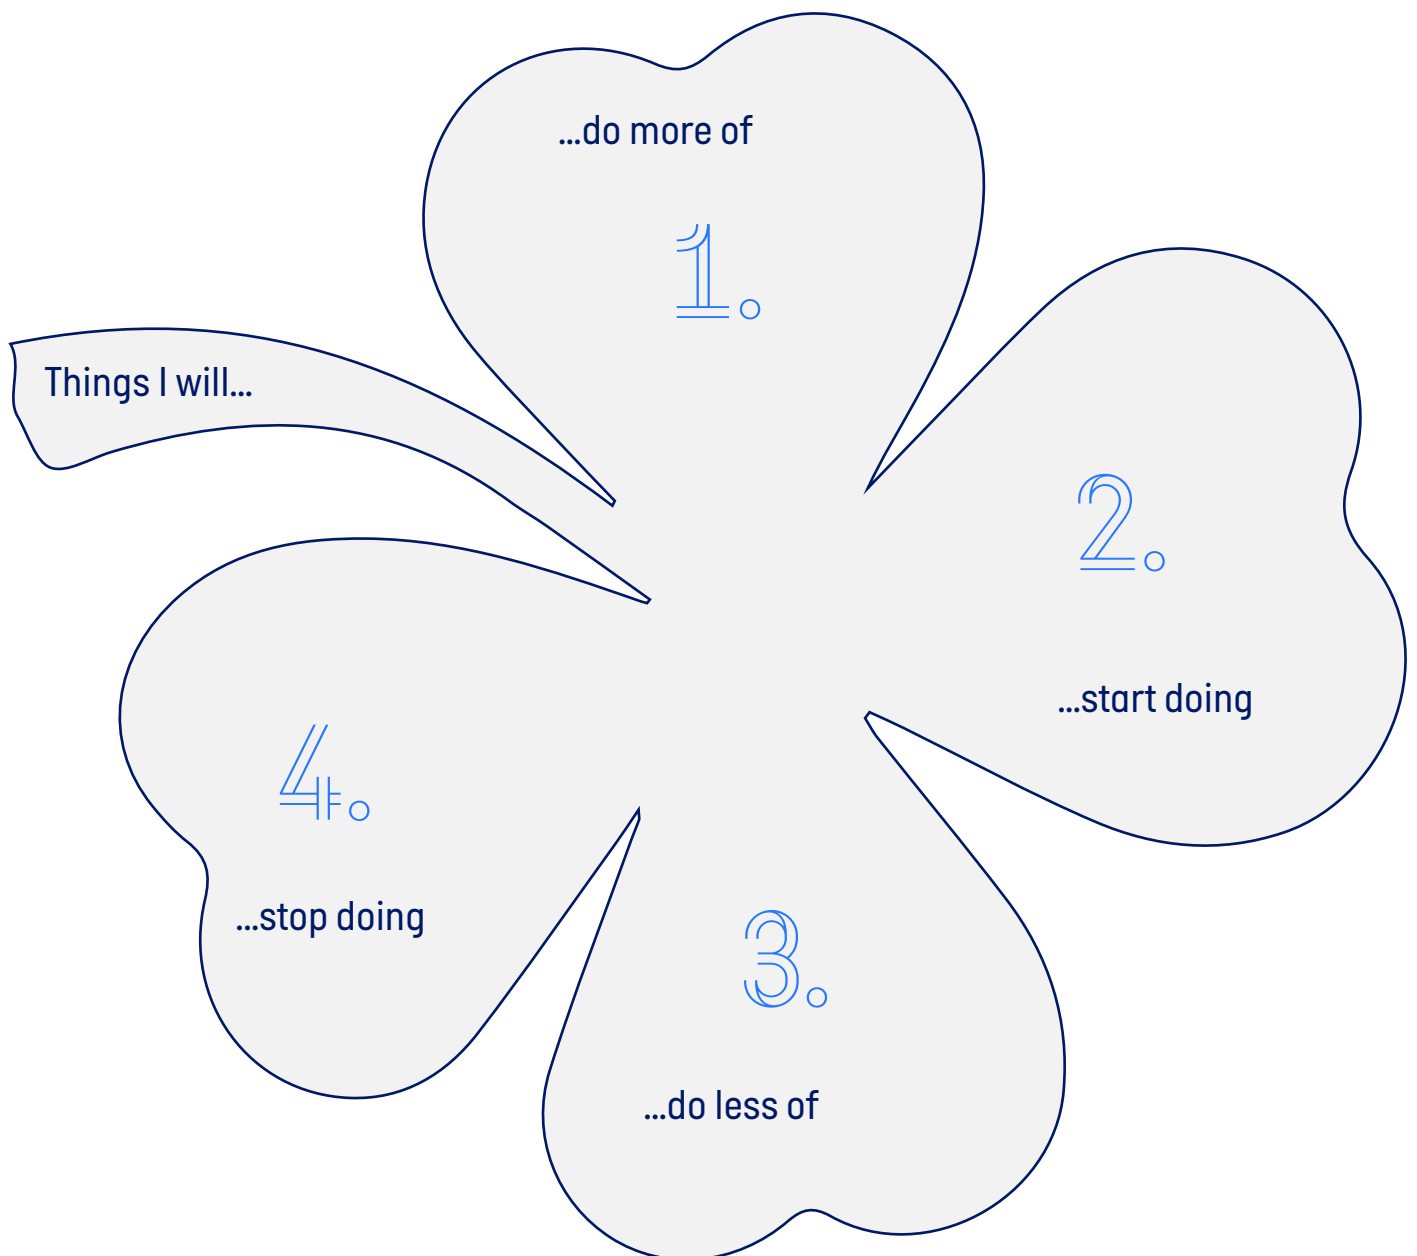 Things I will...
...do more of
1.
2.
...start doing
3.
...do less of
4.
...stop doing